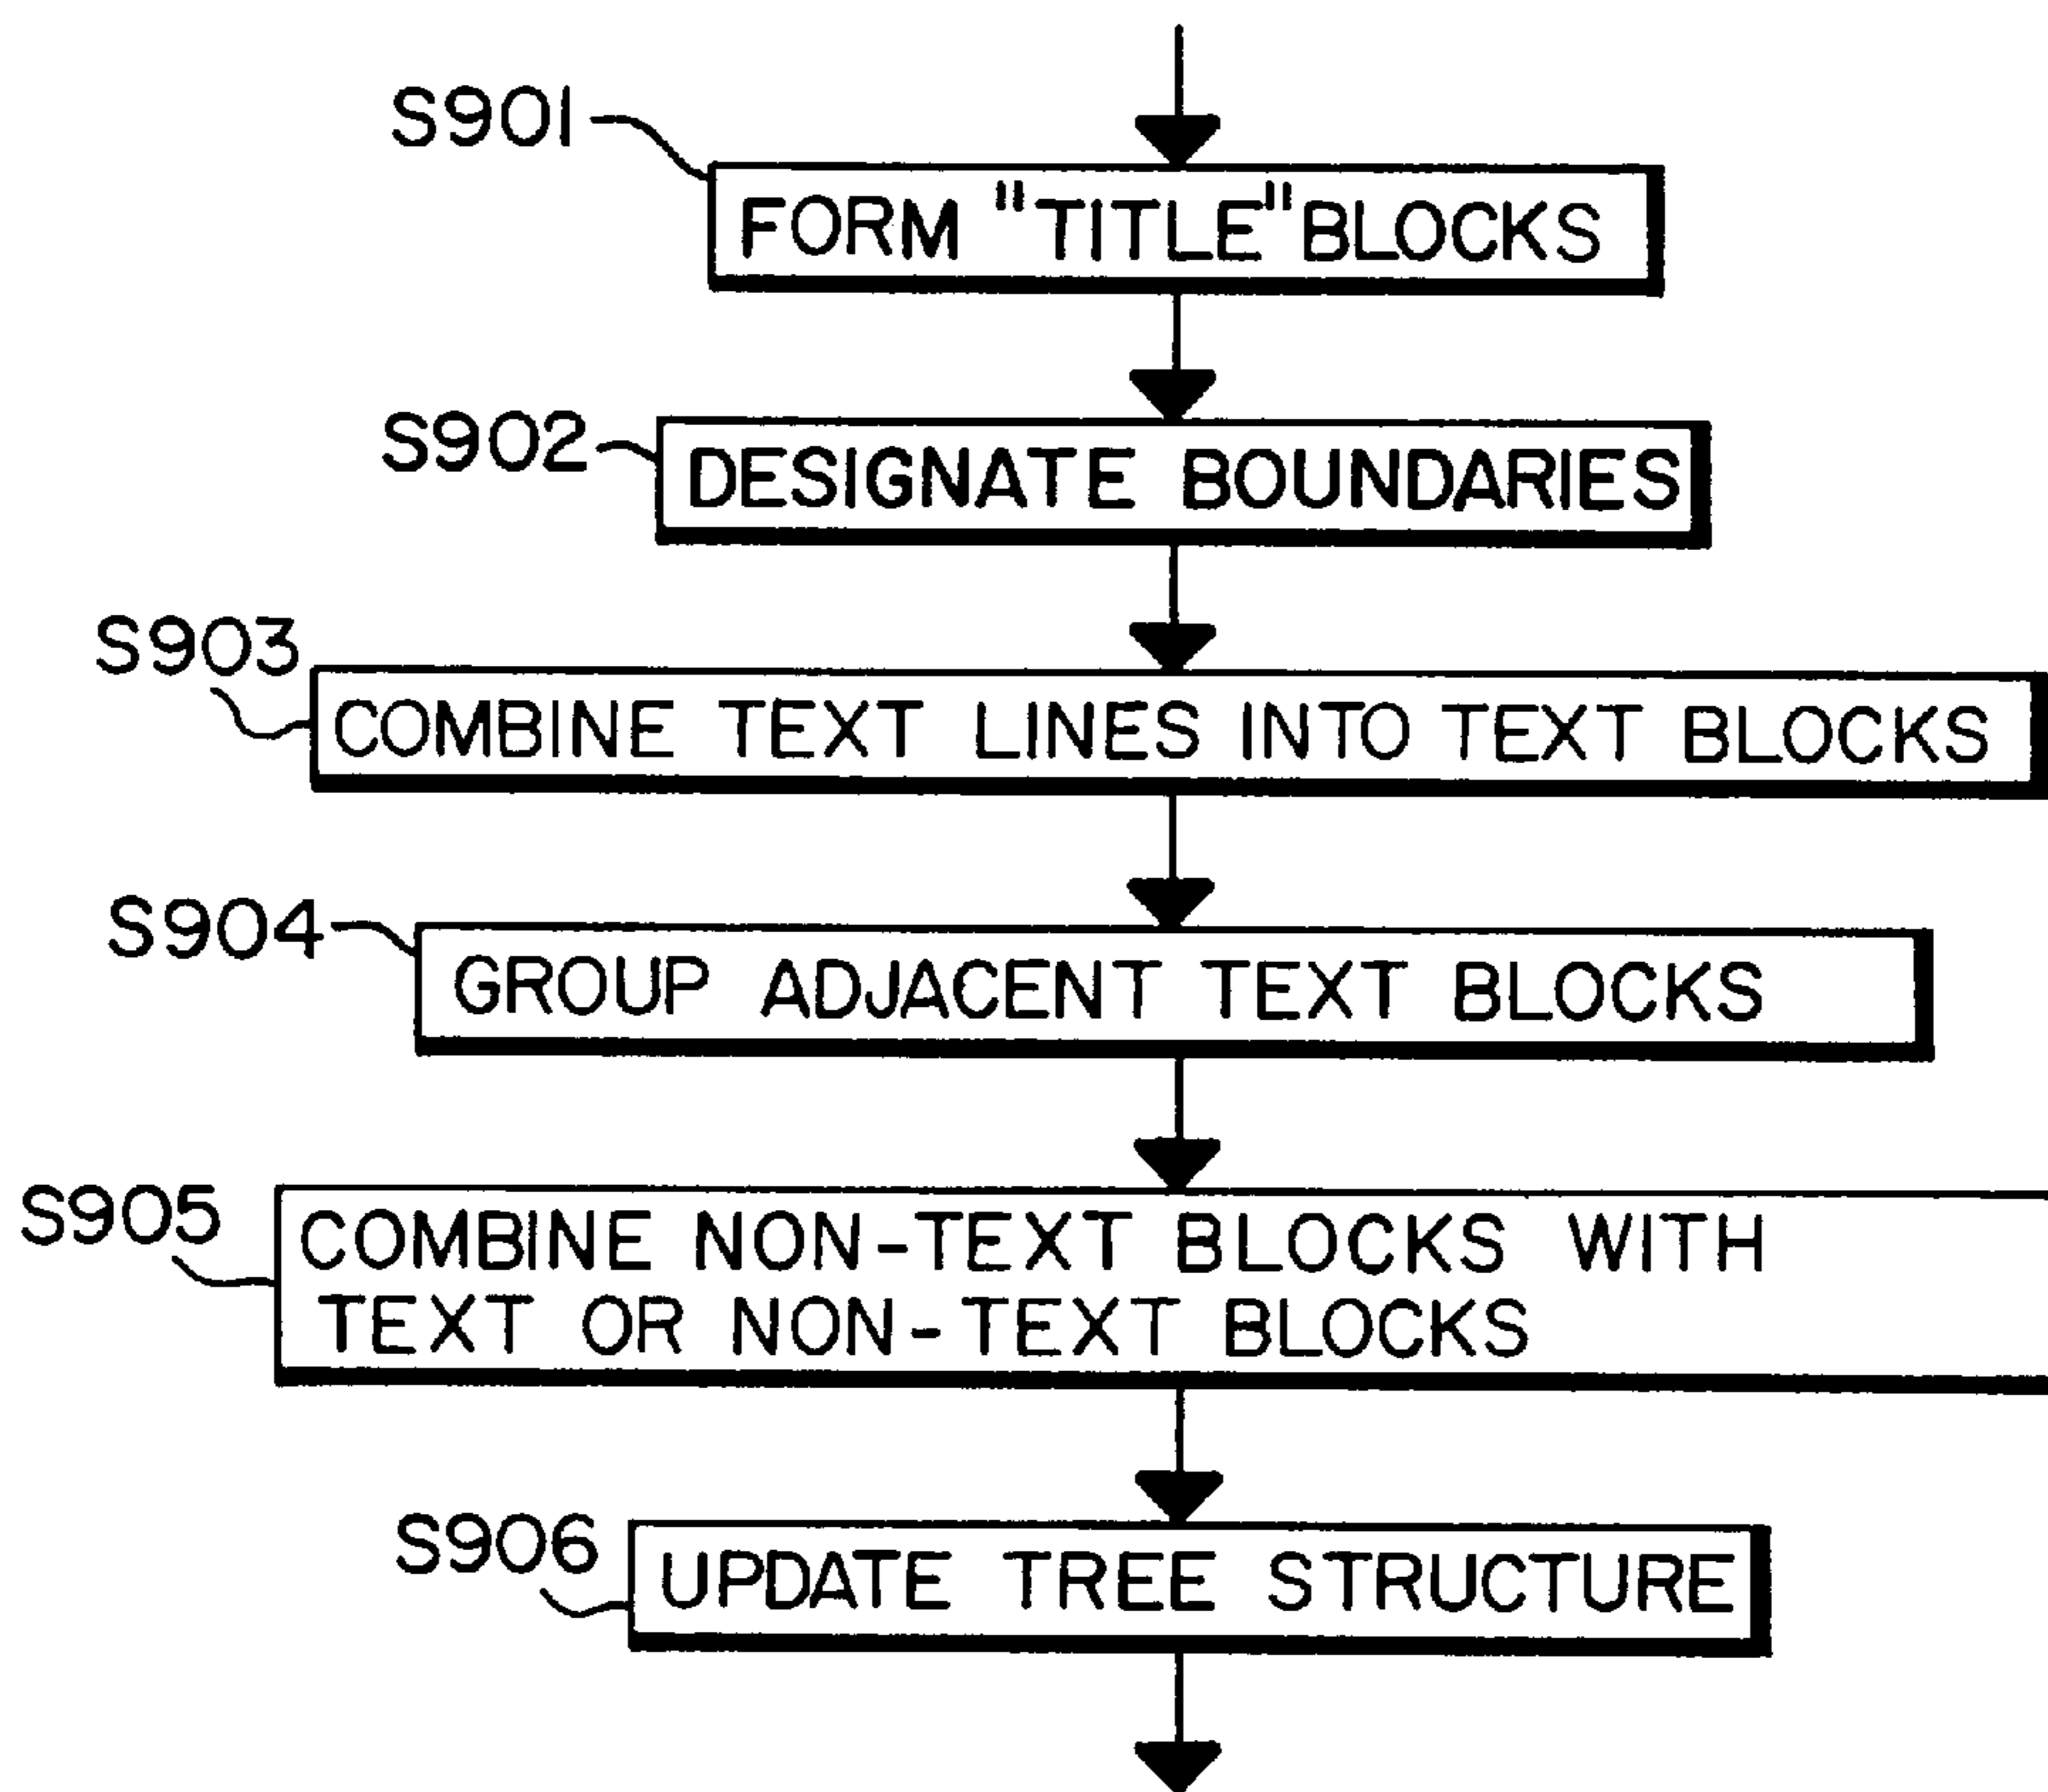 S901
FORM "TITLE" BLOCKS
S902
DESIGNATE BOUNDARIES
S903
COMBINE TEXT LINES INTO TEXT BLOCKS
S904
GROUP ADJACENT TEXT BLOCKS
S905
COMBINE NON-TEXT BLOCKS WITH
TEXT OR NON-TEXT BLOCKS
S906
UPDATE TREE STRUCTURE